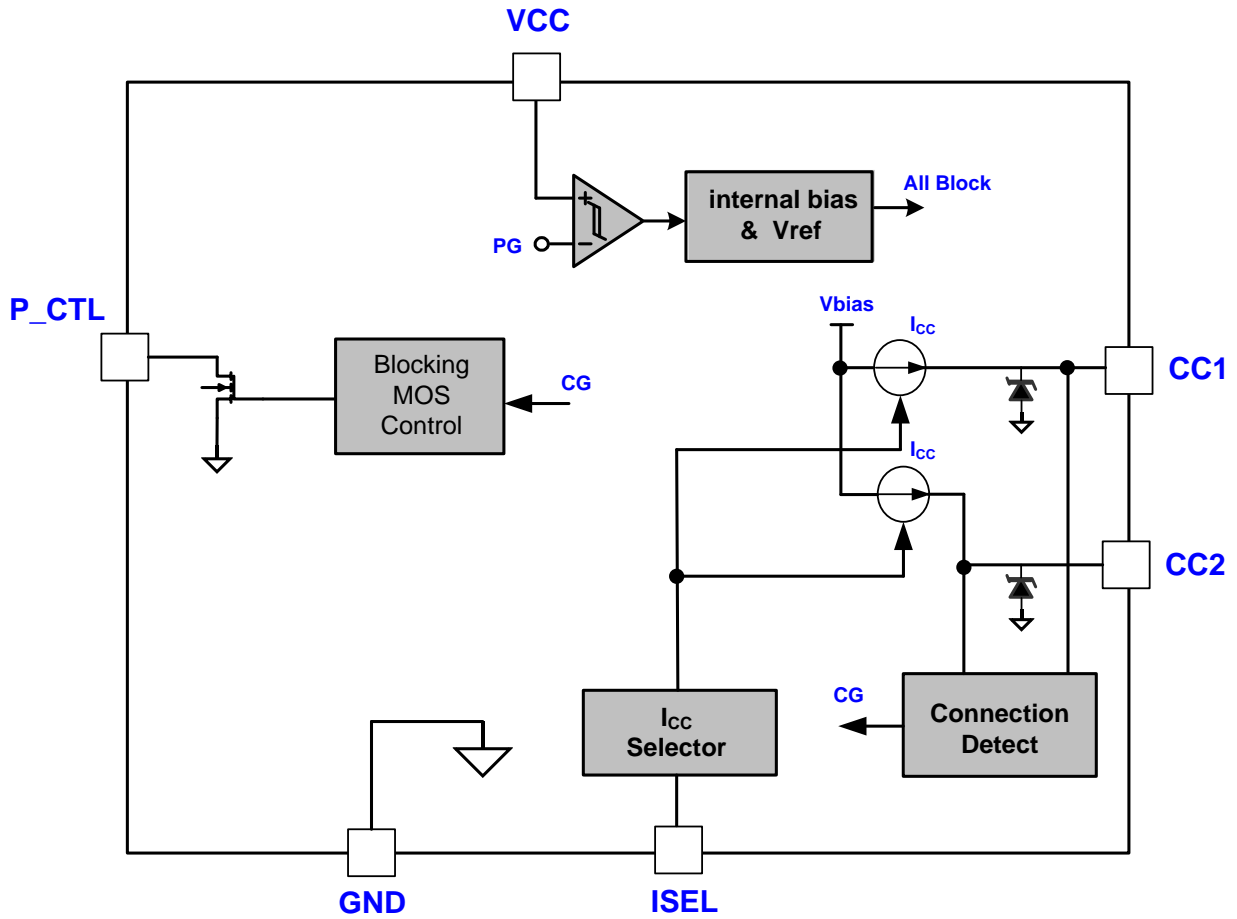 VCC
All Block
internal bias
& Vref
+
PG
−
P_CTL
Vbias
ICC
Blocking
MOS
Control
CG
CC1
ICC
CC2
ICC
Selector
CG
Connection
Detect
GND
ISEL